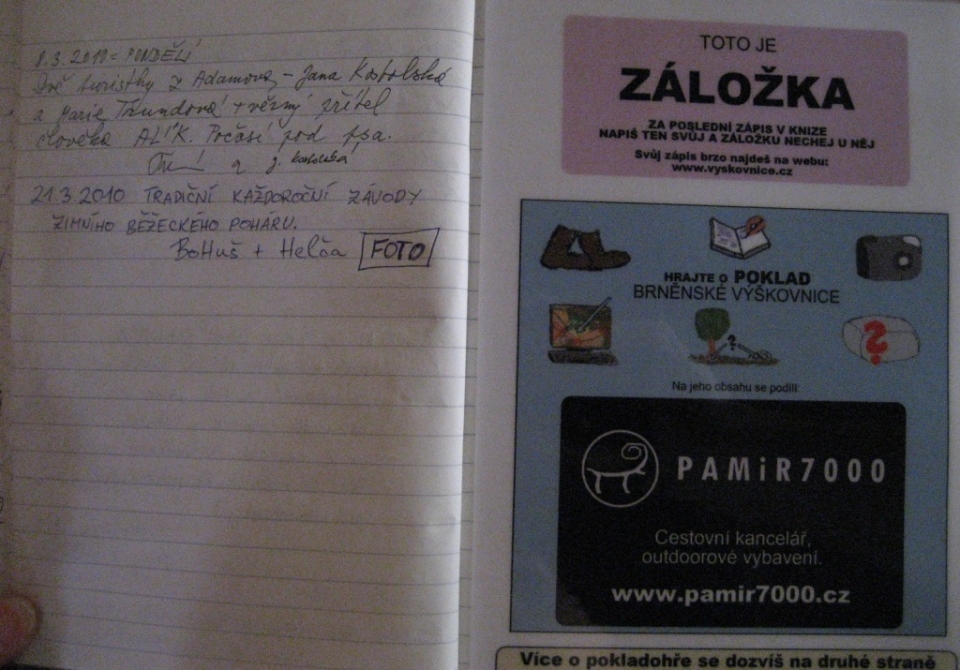 8.3.2010 = PONDĚLÍ
Dvě turistky z Adamova – Jana Kostolská
a Marie + věrný přítel
člověka ALÍK. Počasí pod psa.
21.3.2010 TRADIČNÍ KAŽDOROČNÍ ZÁVODY
ZIMNÍHO BĚŽECKÉHO POHÁRU.
BoHuš + Helča FOTO
TOTO JE
ZÁLOŽKA
ZA POSLEDNÍ ZÁPIS V KNIZE
NAPIŠ TEN SVŮJ A ZÁLOŽKU NECHEJ U NĚJ
Svůj zápis brzo najdeš na webu:
www.vyskovnice.cz
HRAJTE O POKLAD
BRNĚNSKÉ VÝŠKOVNICE
?
?
Na jeho obsahu se podílí:
PAMiR7000
Cestovní kancelář,
outdoorové vybavení.
www.pamir7000.cz
Více o pokladohře se dozvíš na druhé straně